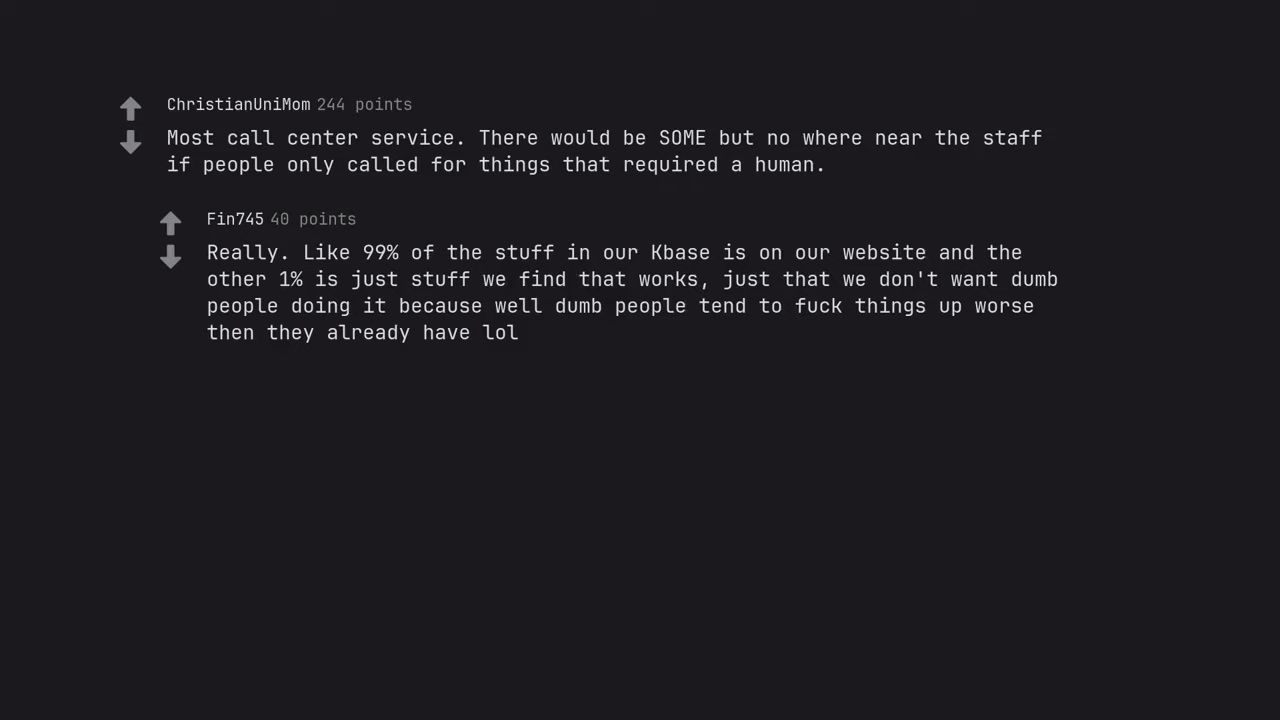 ChristianUniMom 244 points
Most call center service. There would be SOME but no where near the staff
if people only called for things that required a human.
Fin745 40 points
Really. Like 99% of the stuff in our Kbase is on our website and the
other 1% is just stuff we find that works, just that we don't want dumb
people doing it because well dumb people tend to fuck things up worse
then they already have lol